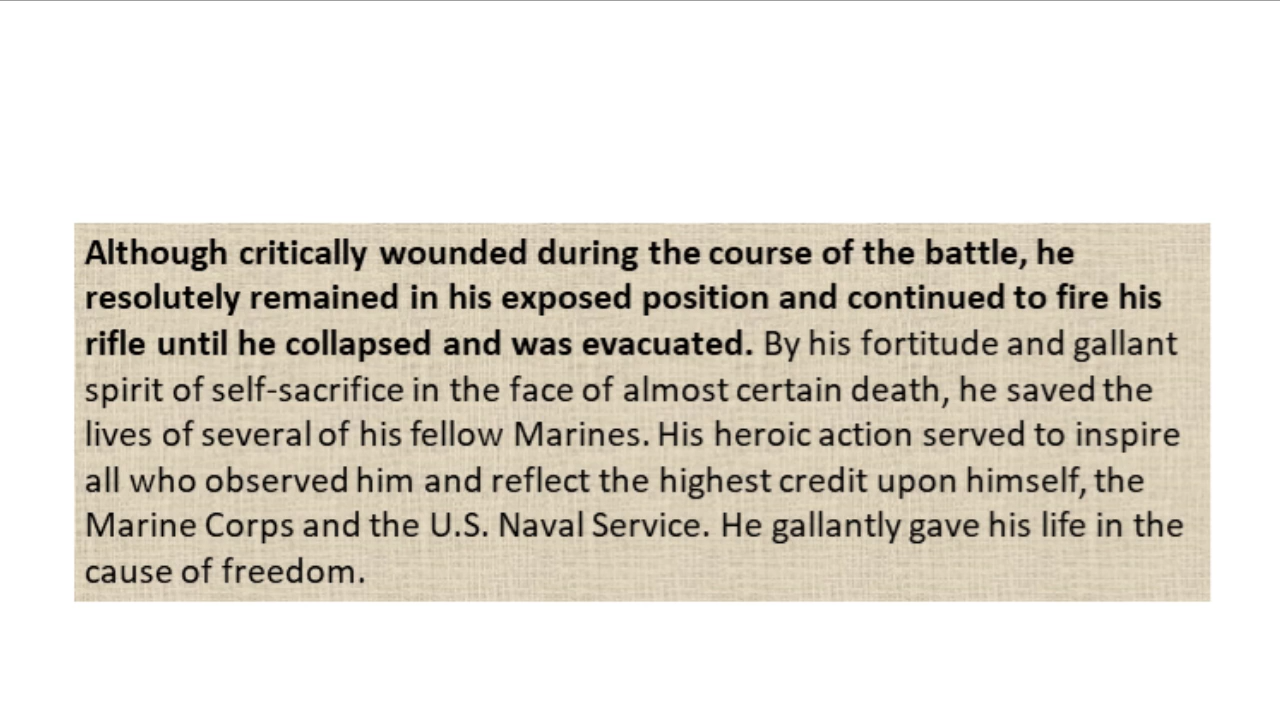 Although critically wounded during the course of the battle, he
resolutely remained in his exposed position and continued to fire his
rifle until he collapsed and was evacuated. By his fortitude and gallant
spirit of self-sacrifice in the face of almost certain death, he saved the
lives of several of his fellow Marines. His heroic action served to inspire
all who observed him and reflect the highest credit upon himself, the
Marine Corps and the U.S. Naval Service. He gallantly gave his life in the
cause of freedom.